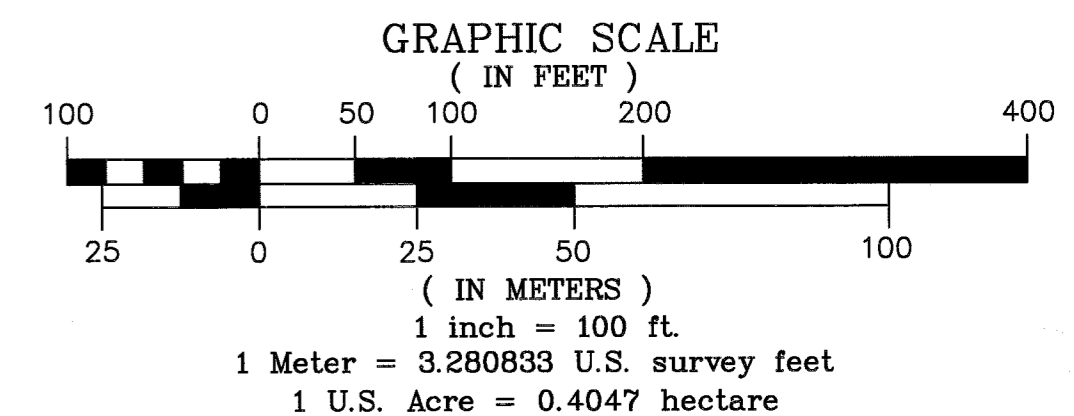 GRAPHIC SCALE
( IN FEET )
100 0 50 100 200 400
25 0 25 50 100
( IN METERS )
1 inch = 100 ft.
1 Meter = 3.280833 U.S. survey feet
1 U.S. Acre = 0.4047 hectare